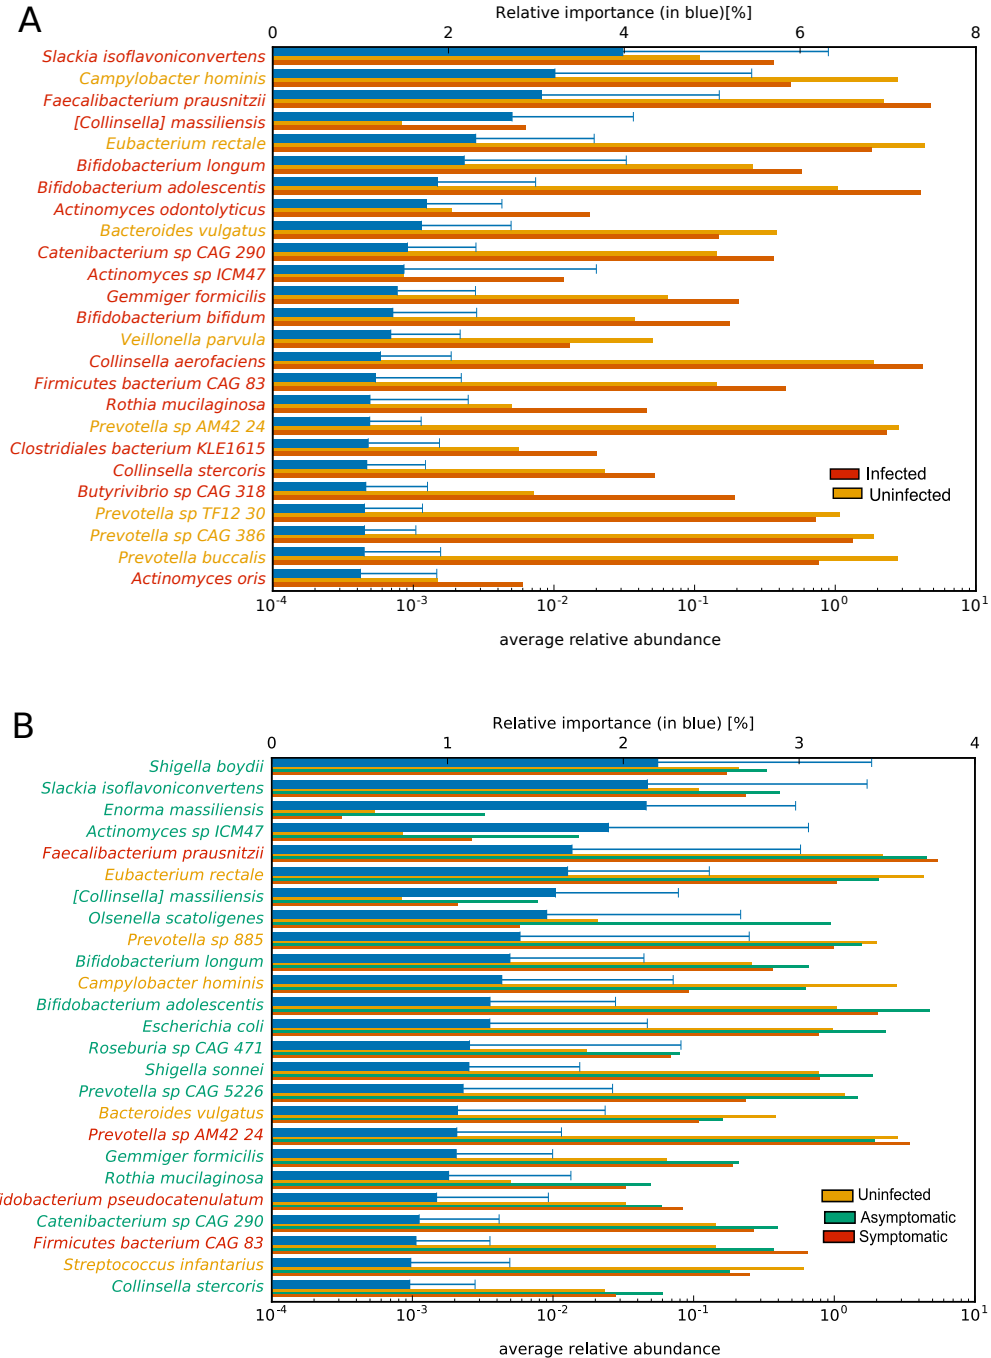 A
Relative importance (in blue)[%]
0 2 4 6 8
Slackia isoflavoniconvertens
Campylobacter hominis
Faecalibacterium prausnitzii
[Collinsella] massiliensis
Eubacterium rectale
Bifidobacterium longum
Bifidobacterium adolescentis
Actinomyces odontolyticus
Bacteroides vulgatus
Catenibacterium sp CAG 290
Actinomyces sp ICM47
Gemmiger formicilis
Bifidobacterium bifidum
Veillonella parvula
Collinsella aerofaciens
Firmicutes bacterium CAG 83
Rothia mucilaginosa
Prevotella sp AM42 24
Clostridiales bacterium KLE1615
Collinsella stercoris
Butyrivibrio sp CAG 318
Prevotella sp TF12 30
Prevotella sp CAG 386
Prevotella buccalis
Actinomyces oris
Infected
Uninfected
10⁻⁴ 10⁻³ 10⁻² 10⁻¹ 10⁰ 10¹
average relative abundance
B
Relative importance (in blue) [%]
0 1 2 3 4
Shigella boydii
Slackia isoflavoniconvertens
Enorma massiliensis
Actinomyces sp ICM47
Faecalibacterium prausnitzii
Eubacterium rectale
[Collinsella] massiliensis
Olsenella scatoligenes
Prevotella sp 885
Bifidobacterium longum
Campylobacter hominis
Bifidobacterium adolescentis
Escherichia coli
Roseburia sp CAG 471
Shigella sonnei
Prevotella sp CAG 5226
Bacteroides vulgatus
Prevotella sp AM42 24
Gemmiger formicilis
Rothia mucilaginosa
idobacterium pseudocatenulatum
Catenibacterium sp CAG 290
Firmicutes bacterium CAG 83
Streptococcus infantarius
Collinsella stercoris
Uninfected
Asymptomatic
Symptomatic
10⁻⁴ 10⁻³ 10⁻² 10⁻¹ 10⁰ 10¹
average relative abundance